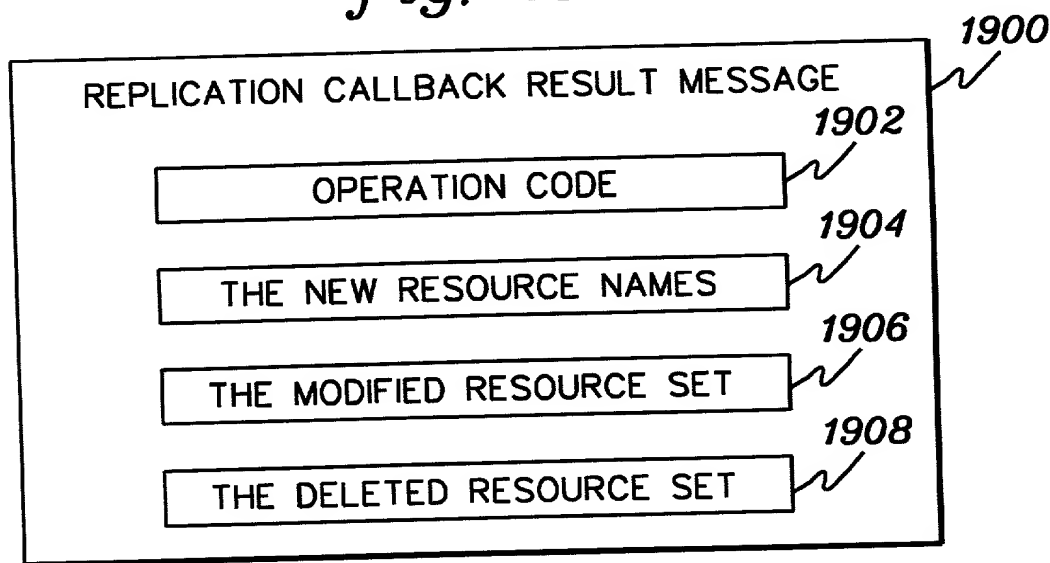 Fig.
1900
REPLICATION CALLBACK RESULT MESSAGE
1902
OPERATION CODE
1904
THE NEW RESOURCE NAMES
1906
THE MODIFIED RESOURCE SET
1908
THE DELETED RESOURCE SET